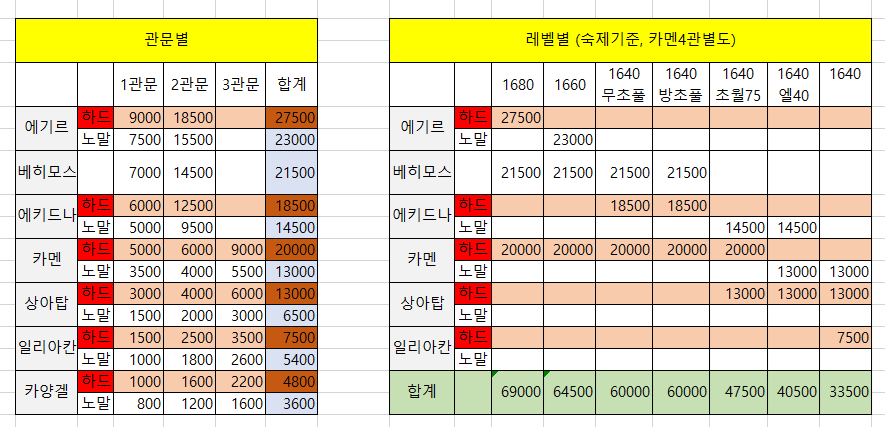 관문별
1관문 2관문 3관문 합계
에기르 하드 9000 18500 27500
노말 7500 15500 23000
베히모스 7000 14500 21500
에키드나 하드 6000 12500 18500
노말 5000 9500 14500
카멘 하드 5000 6000 9000 20000
노말 3500 4000 5500 13000
상아탑 하드 3000 4000 6000 13000
노말 1500 2000 3000 6500
일리아칸 하드 1500 2500 3500 7500
노말 1000 1800 2600 5400
카양겔 하드 1000 1600 2200 4800
노말 800 1200 1600 3600
레벨별 (숙제기준, 카멘4관별도)
1680 1660 1640 1640 1640 1640 1640
무초풀 방초풀 초월75 엘40
에기르 하드 27500
노말 23000
베히모스 21500 21500 21500 21500
에키드나 하드 18500 18500
노말 14500 14500
카멘 하드 20000 20000 20000 20000 20000
노말 13000 13000
상아탑 하드 13000 13000 13000
노말
일리아칸 하드 7500
노말
합계 69000 64500 60000 60000 47500 40500 33500